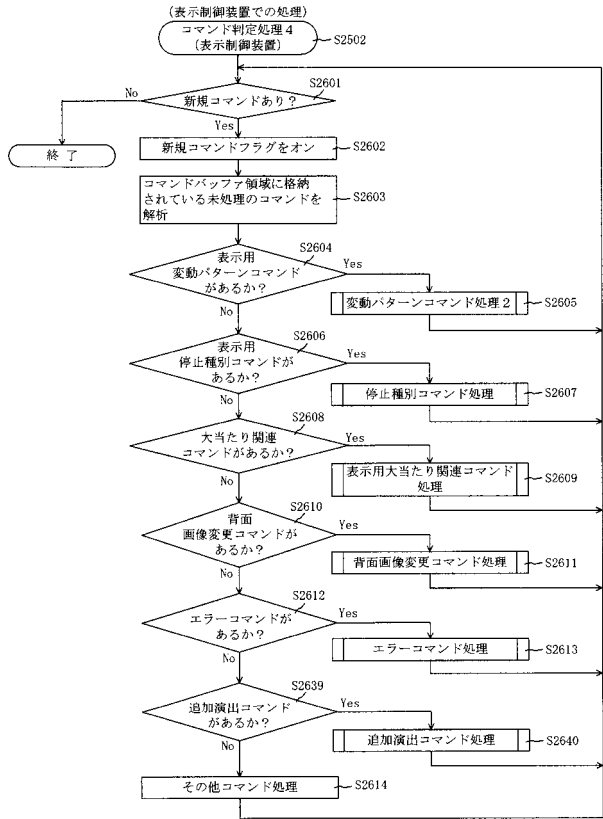 (表示制御装置での処理)
コマンド判定処理4
(表示制御装置)
S2502
S2601
新規コマンドあり?
No
Yes
終了
新規コマンドフラグをオン
S2602
コマンドバッファ領域に格納
されている未処理のコマンドを
解析
S2603
S2604
表示用
変動パターンコマンド
があるか?
Yes
No
変動パターンコマンド処理2
S2605
S2606
表示用
停止種別コマンドが
あるか?
Yes
No
停止種別コマンド処理
S2607
S2608
大当たり関連
コマンドがあるか?
Yes
No
表示用大当たり関連コマンド
処理
S2609
S2610
背面
画像変更コマンドが
あるか?
Yes
No
背面画像変更コマンド処理
S2611
S2612
エラーコマンドが
あるか?
Yes
No
エラーコマンド処理
S2613
S2639
追加演出コマンド
があるか?
Yes
No
追加演出コマンド処理
S2640
その他コマンド処理
S2614